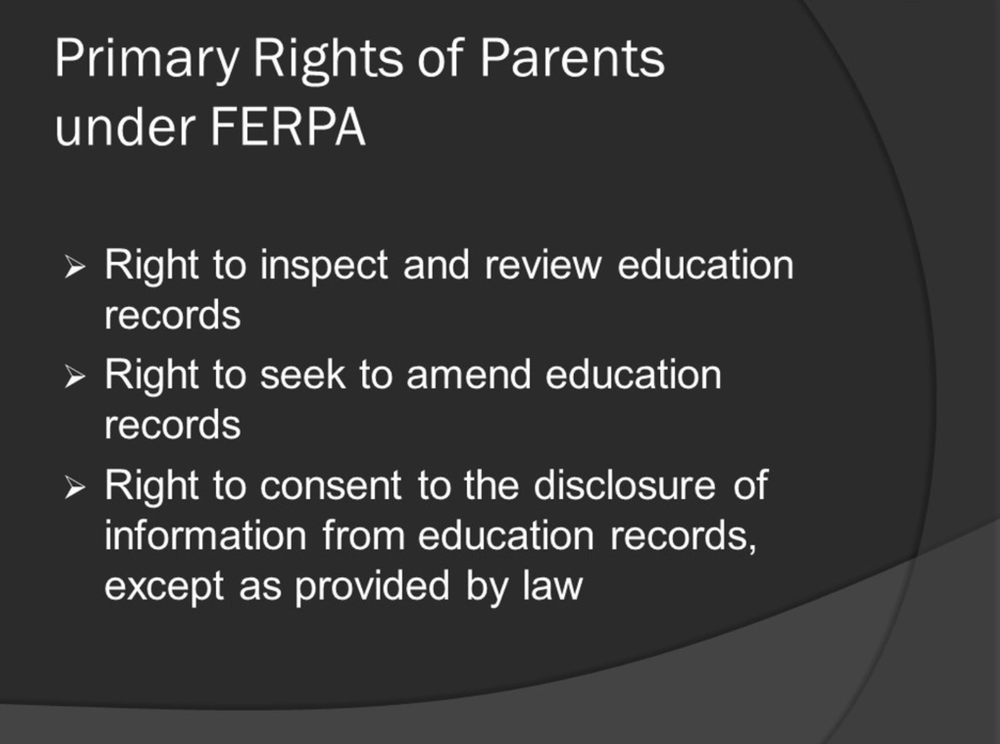 Primary Rights of Parents
under FERPA
➢ Right to inspect and review education
records
➢ Right to seek to amend education
records
➢ Right to consent to the disclosure of
information from education records,
except as provided by law